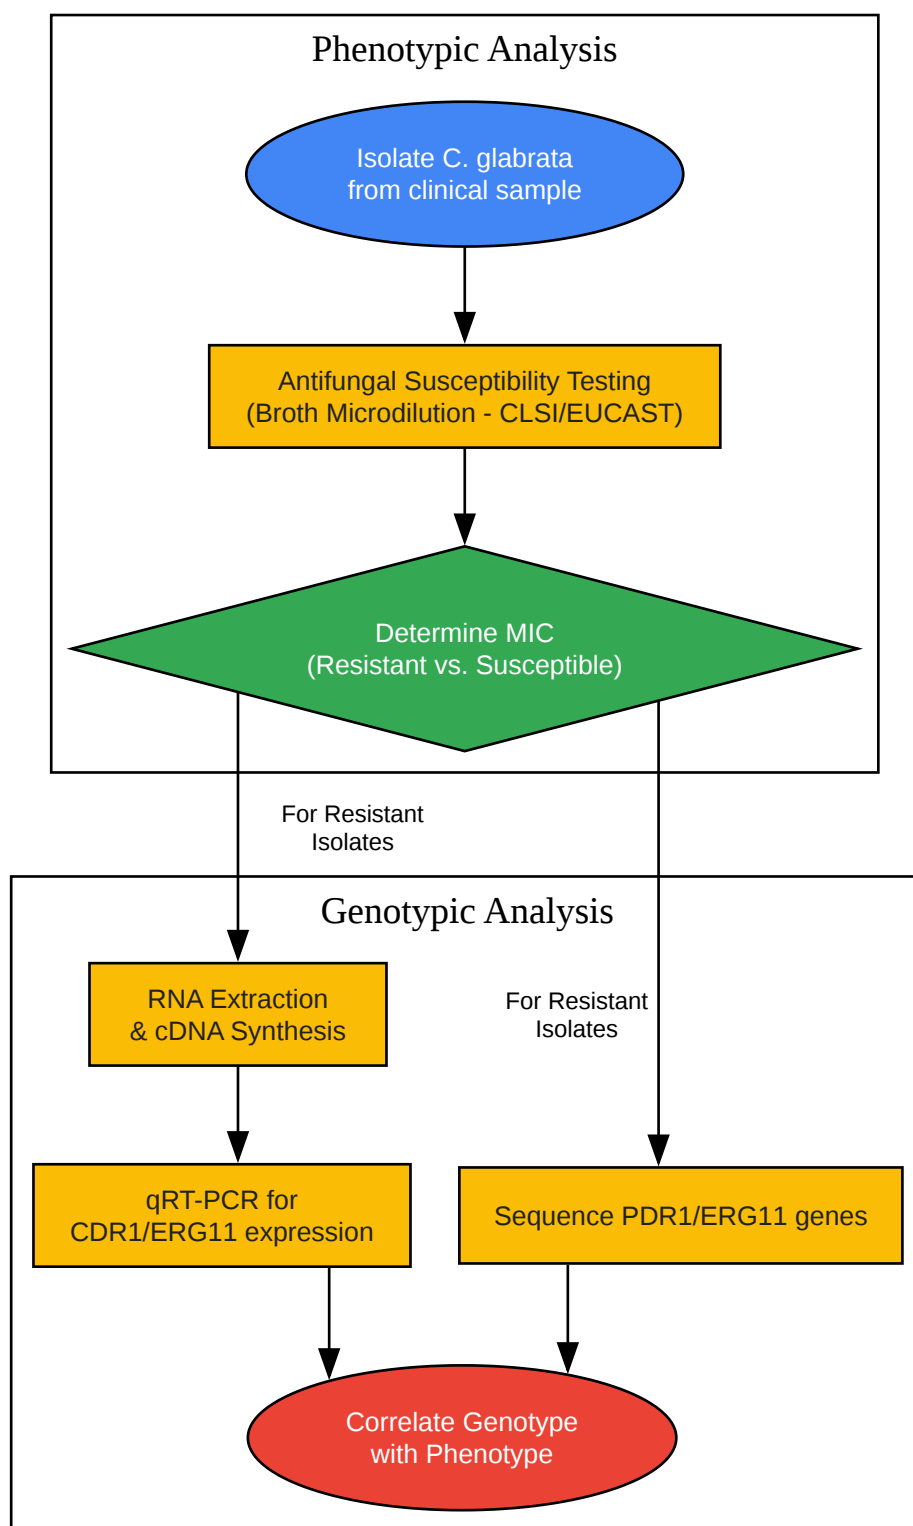 Phenotypic Analysis
Isolate C. glabrata
from clinical sample
Antifungal Susceptibility Testing
(Broth Microdilution - CLSI/EUCAST)
Determine MIC
(Resistant vs. Susceptible)
For Resistant
Isolates
Genotypic Analysis
RNA Extraction
& cDNA Synthesis
For Resistant
Isolates
qRT-PCR for
CDR1/ERG11 expression
Sequence PDR1/ERG11 genes
Correlate Genotype
with Phenotype